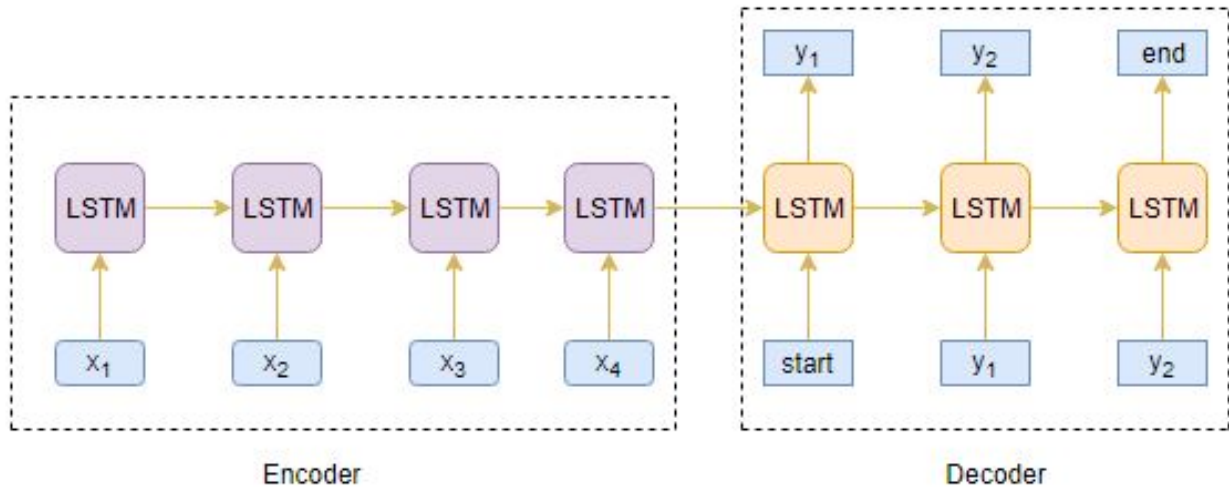 y₁ y₂ end
LSTM LSTM LSTM LSTM LSTM LSTM LSTM
x₁ x₂ x₃ x₄ start y₁ y₂
Encoder Decoder